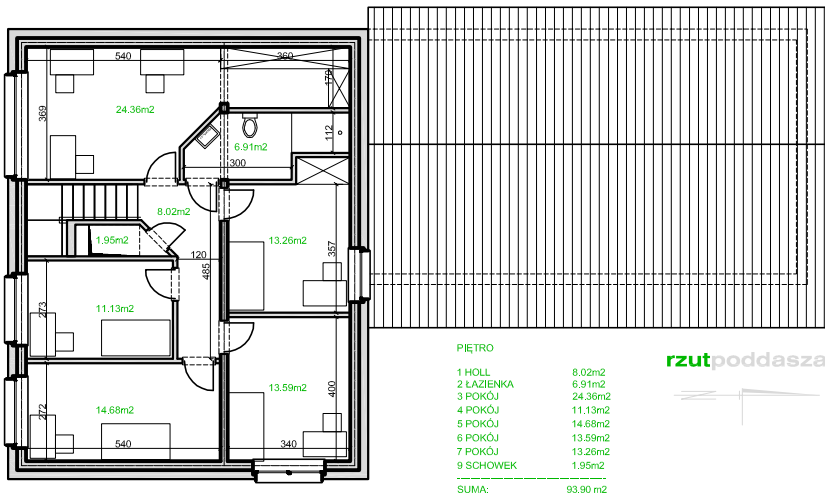 540
360
170
369
24.36m2
112
6.91m2
300
8.02m2
1.95m2
13.26m2
357
120
485
11.13m2
273
13.59m2
400
14.68m2
272
540
340
PIĘTRO
1 HOLL 8.02m2
2 ŁAZIENKA 6.91m2
3 POKÓJ 24.36m2
4 POKÓJ 11.13m2
5 POKÓJ 14.68m2
6 POKÓJ 13.59m2
7 POKÓJ 13.26m2
9 SCHOWEK 1.95m2
SUMA: 93.90 m2
rzutpoddasza